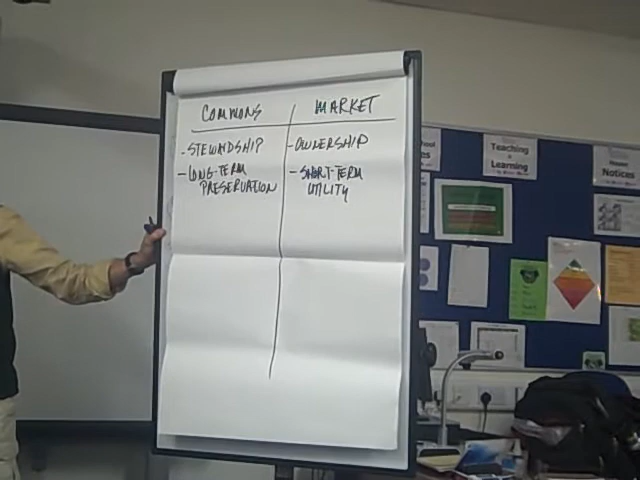 COMMONS
MARKET
- STEWARDSHIP
- OWNERSHIP
- LONG-TERM
PRESERVATION
- SHORT-TERM
UTILITY
Teaching
Learning
Notices